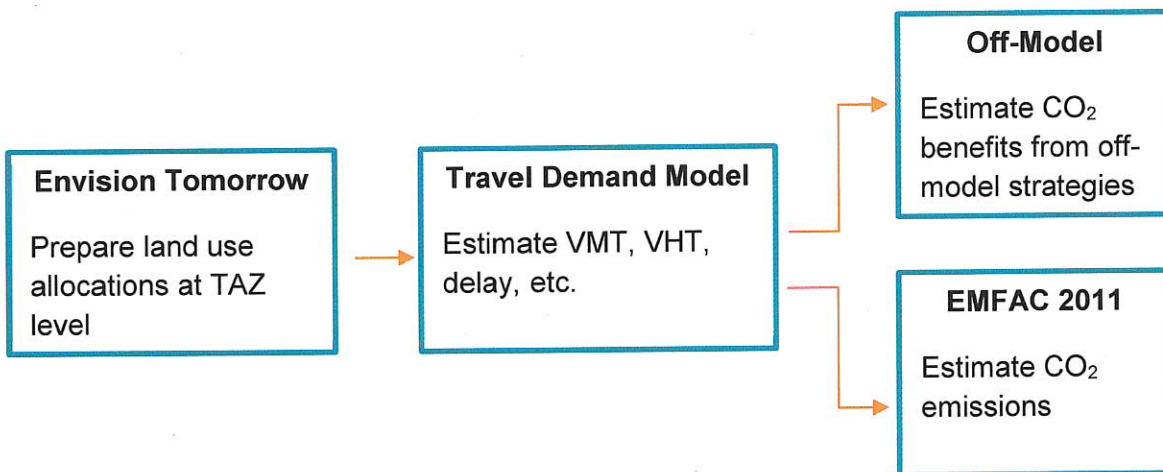 Envision Tomorrow
Prepare land use
allocations at TAZ
level
Travel Demand Model
Estimate VMT, VHT,
delay, etc.
Off-Model
Estimate CO₂
benefits from off-
model strategies
EMFAC 2011
Estimate CO₂
emissions